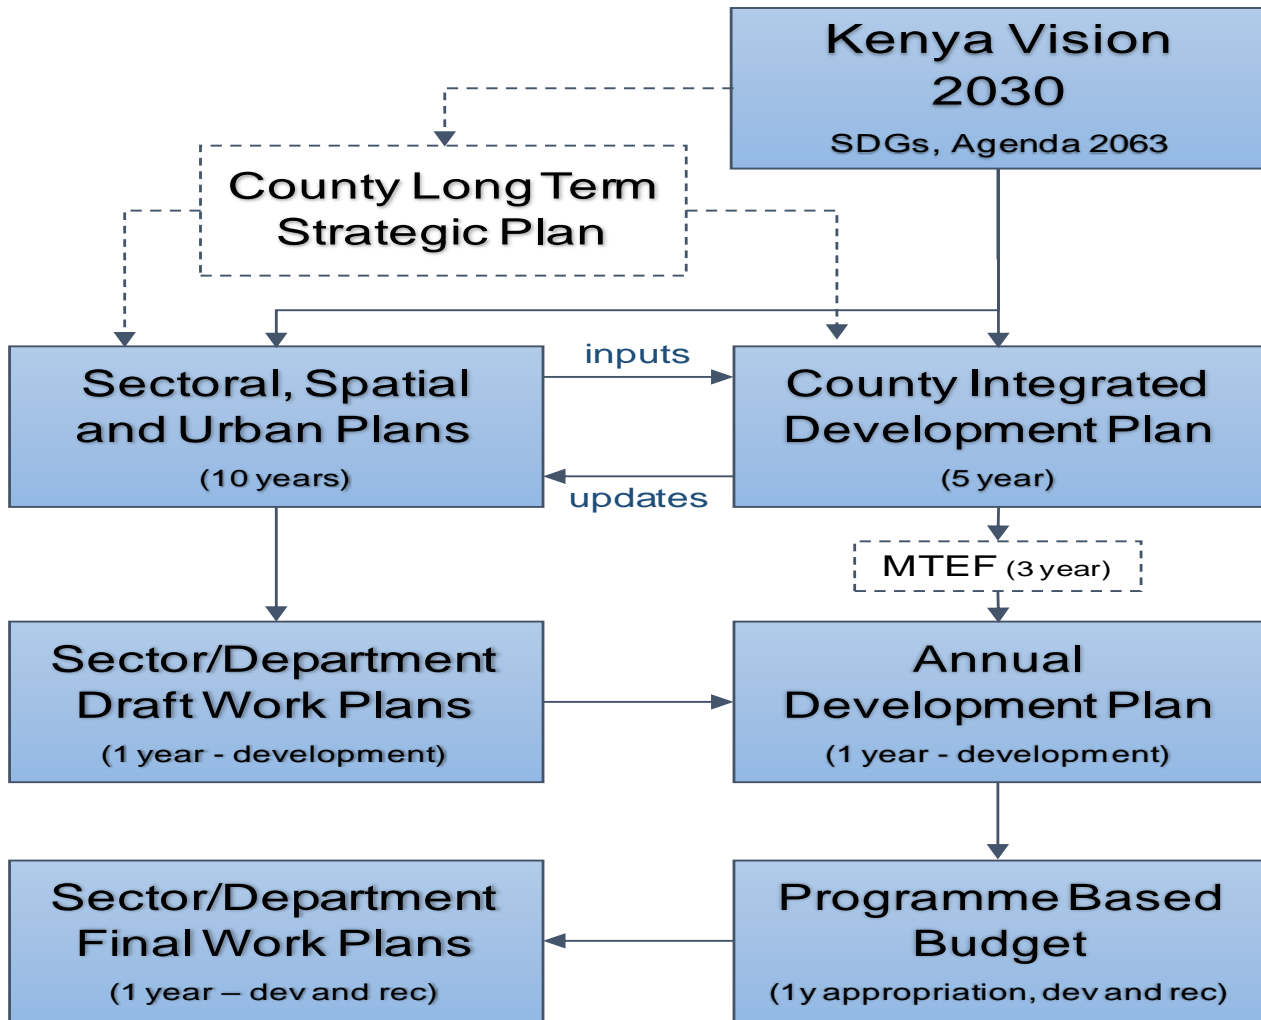 Kenya Vision
2030
SDGs, Agenda 2063
County Long Term
Strategic Plan
Sectoral, Spatial
and Urban Plans
(10 years)
inputs
updates
County Integrated
Development Plan
(5 year)
MTEF (3 year)
Sector/Department
Draft Work Plans
(1 year - development)
Annual
Development Plan
(1 year - development)
Sector/Department
Final Work Plans
(1 year – dev and rec)
Programme Based
Budget
(1y appropriation, dev and rec)